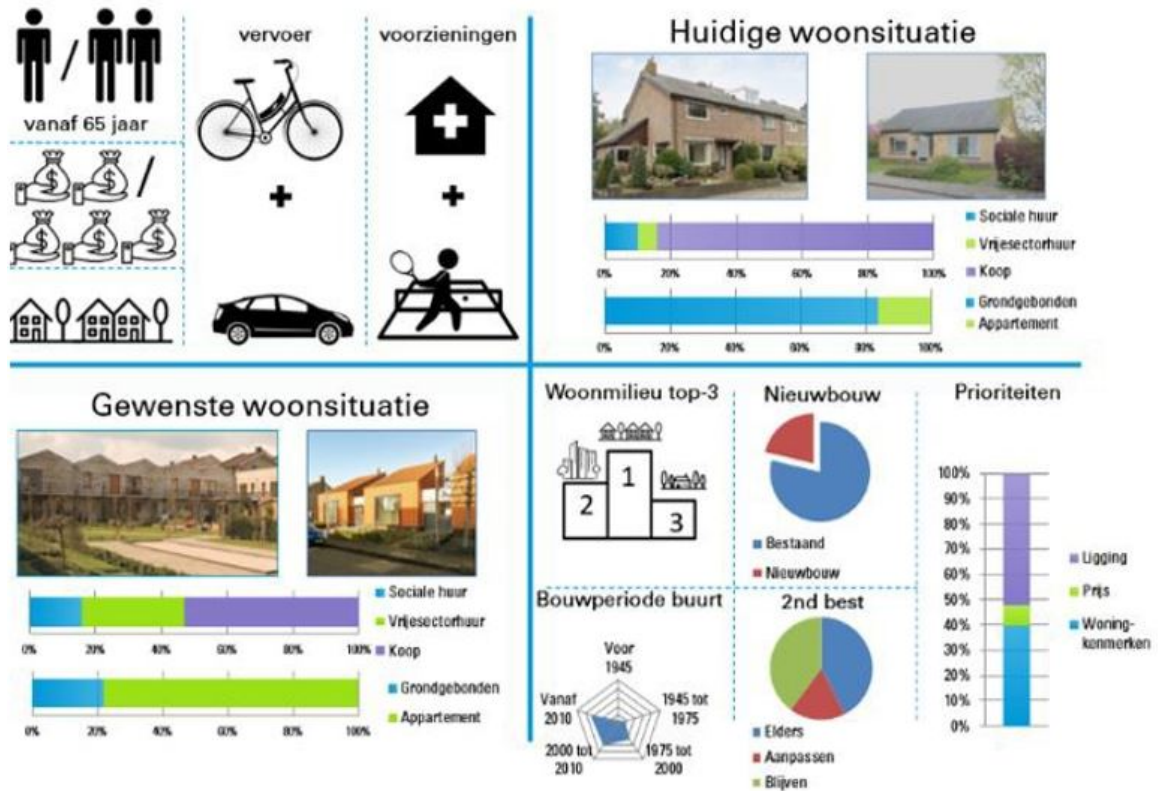 vanaf 65 jaar
$ $
$ $ $
vervoer
+
voorzieningen
+
Huidige woonsituatie
Sociale huur
Vrijesectorhuur
Koop
0% 20% 40% 60% 80% 100%
Grondgebonden
Appartement
0% 20% 40% 60% 80% 100%
Gewenste woonsituatie
Sociale huur
Vrijesectorhuur
Koop
0% 20% 40% 60% 80% 100%
Grondgebonden
Appartement
0% 20% 40% 60% 80% 100%
Woonmilieu top-3
1
2
3
Nieuwbouw
Bestaand
Nieuwbouw
Bouwperiode buurt
Voor
1945
1945 tot
1975
1975 tot
2000
2000 tot
2010
Vanaf
2010
2nd best
Elders
Aanpassen
Blijven
Prioriteiten
100%
90%
80%
70%
60%
50%
40%
30%
20%
10%
0%
Ligging
Prijs
Woning-
kenmerken